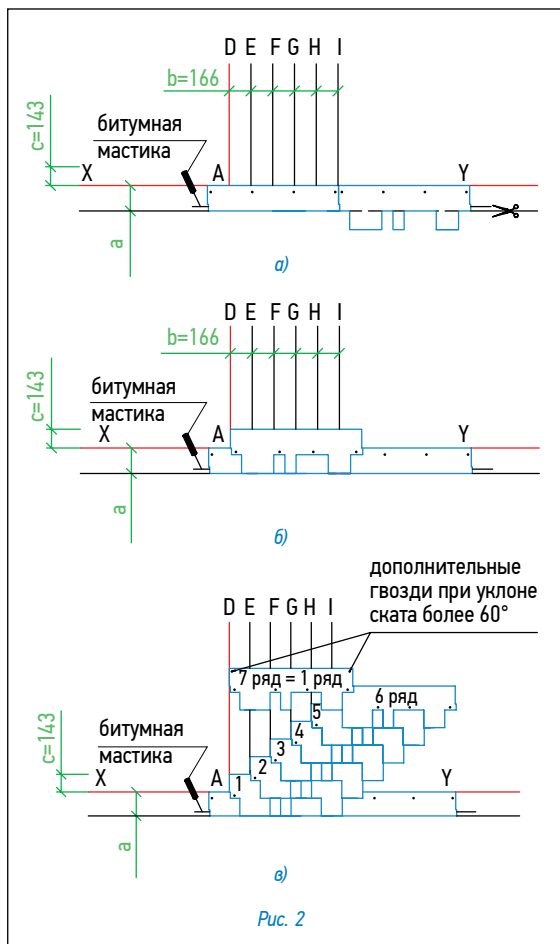 D E F G H I
b=166
c=143
битумная
мастика
X A Y
a
а)
D E F G H I
b=166
c=143
битумная
мастика
X A Y
a
б)
дополнительные
гвозди при уклоне
ската более 60°
D E F G H I
7 ряд = 1 ряд
6 ряд
5
4
3
2
1
c=143
битумная
мастика
X A Y
a
в)
Рис. 2